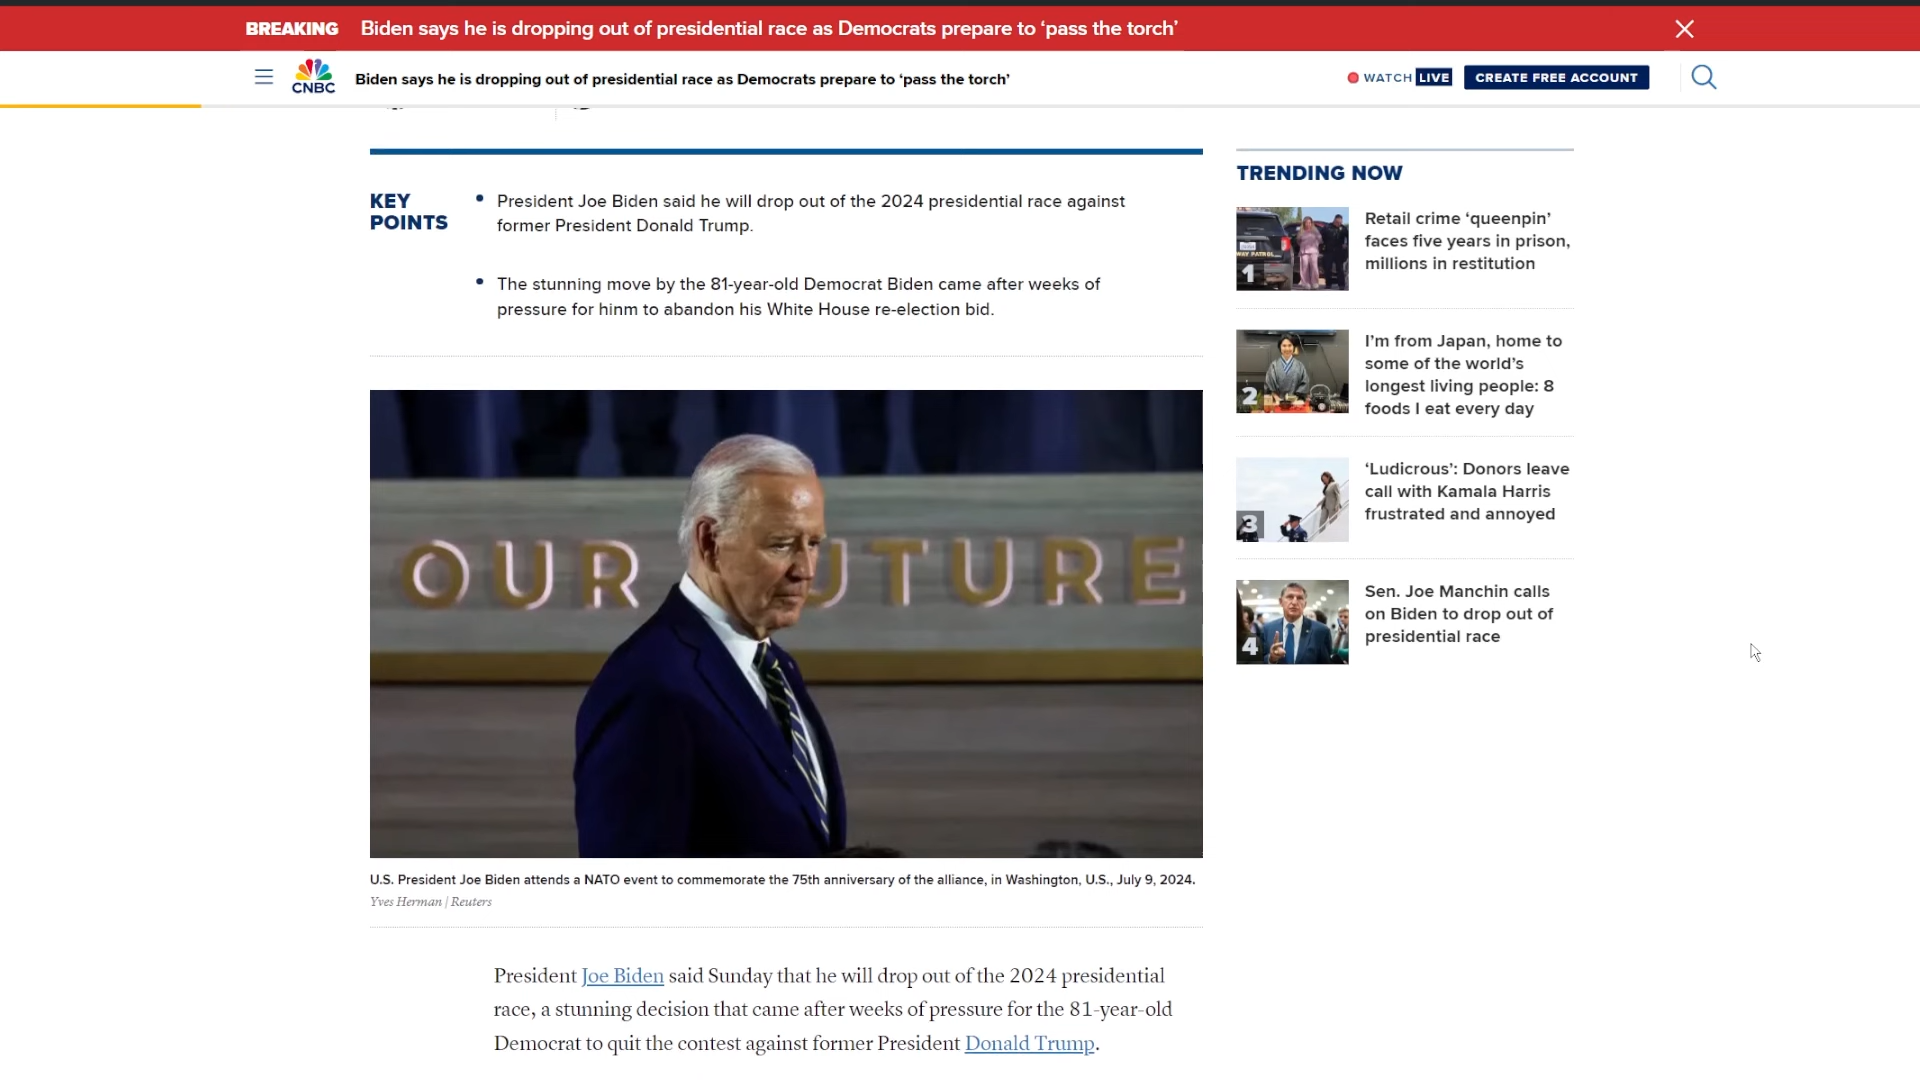 BREAKING Biden says he is dropping out of presidential race as Democrats prepare to ‘pass the torch’
CNBC
Biden says he is dropping out of presidential race as Democrats prepare to ‘pass the torch’
WATCH LIVE
CREATE FREE ACCOUNT
KEY
POINTS
President Joe Biden said he will drop out of the 2024 presidential race against
former President Donald Trump.
The stunning move by the 81-year-old Democrat Biden came after weeks of
pressure for hinm to abandon his White House re-election bid.
OUR UTURE
U.S. President Joe Biden attends a NATO event to commemorate the 75th anniversary of the alliance, in Washington, U.S., July 9, 2024.
Yves Herman | Reuters
President Joe Biden said Sunday that he will drop out of the 2024 presidential
race, a stunning decision that came after weeks of pressure for the 81-year-old
Democrat to quit the contest against former President Donald Trump.
TRENDING NOW
1
Retail crime ‘queenpin’
faces five years in prison,
millions in restitution
2
I’m from Japan, home to
some of the world’s
longest living people: 8
foods I eat every day
3
‘Ludicrous’: Donors leave
call with Kamala Harris
frustrated and annoyed
4
Sen. Joe Manchin calls
on Biden to drop out of
presidential race